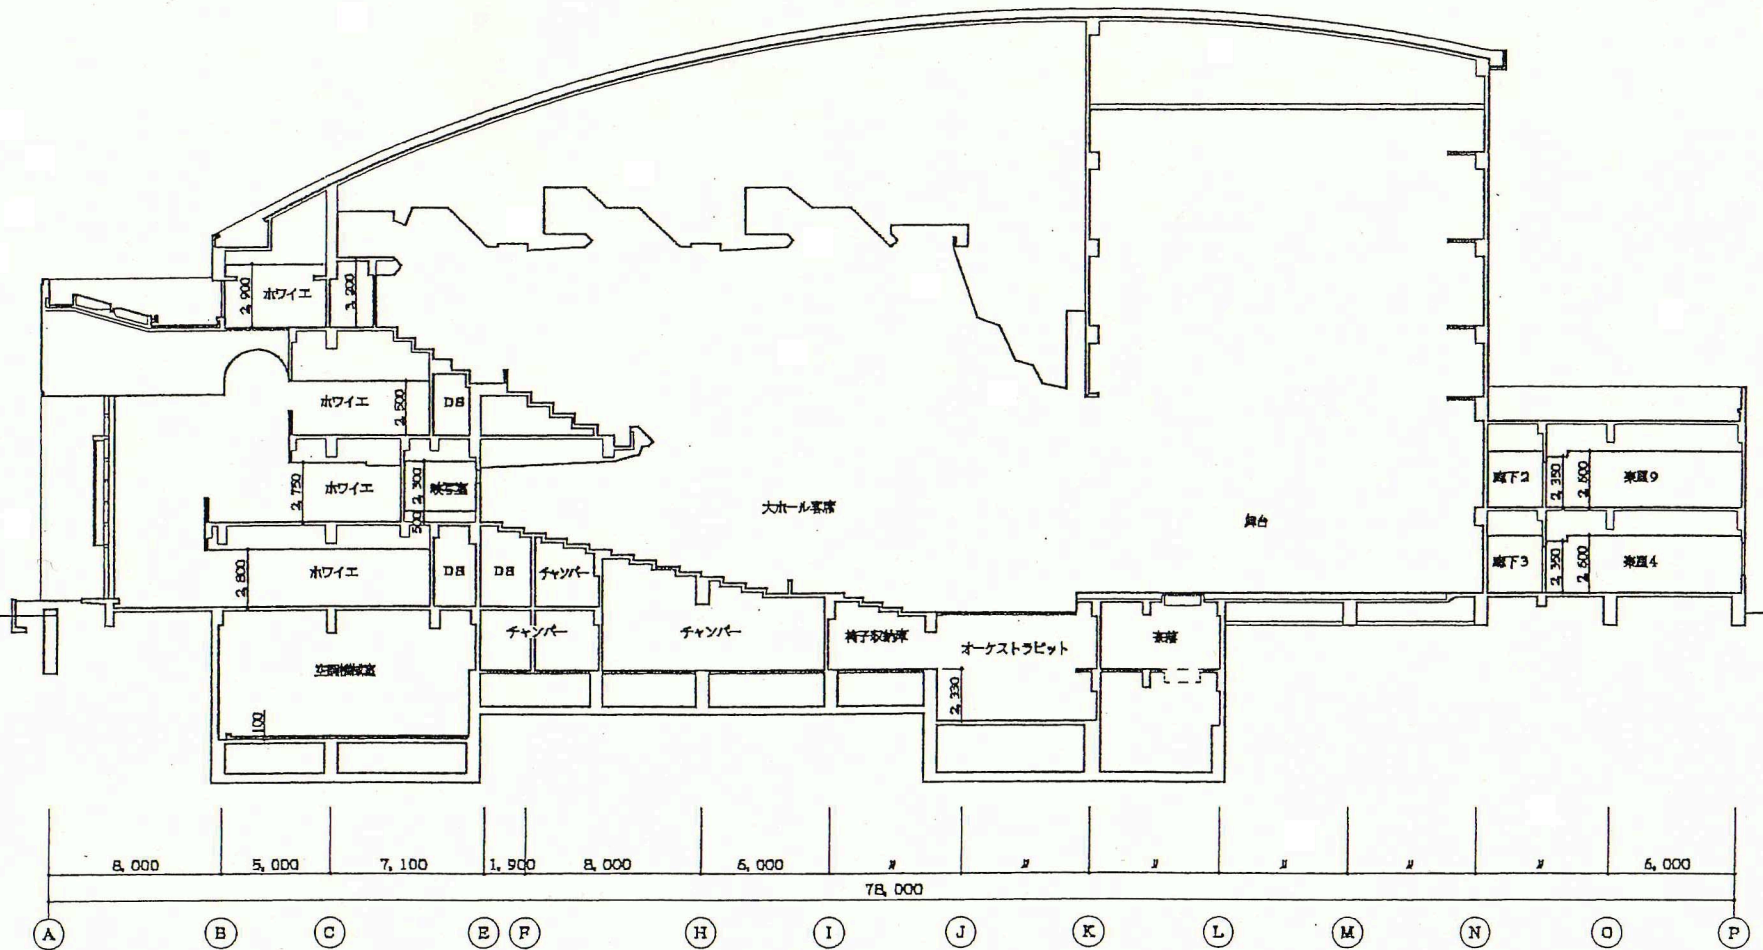 2,900
ホワイエ
3,200
ホワイエ
2,500
DS
2,750
ホワイエ
2,300
映写室
500
大ホール客席
舞台
廊下2
2,350
2,600
楽屋9
2,800
ホワイエ
DS
DS
チャンバー
廊下3
2,350
2,600
楽屋4
チャンバー
チャンバー
椅子収納庫
オーケストラピット
奈落
空調機械室
2,330
100
8,000
5,000
7,100
1,900
8,000
6,000
〃
〃
〃
〃
〃
〃
6,000
78,000
A
B
C
E
F
H
I
J
K
L
M
N
O
P